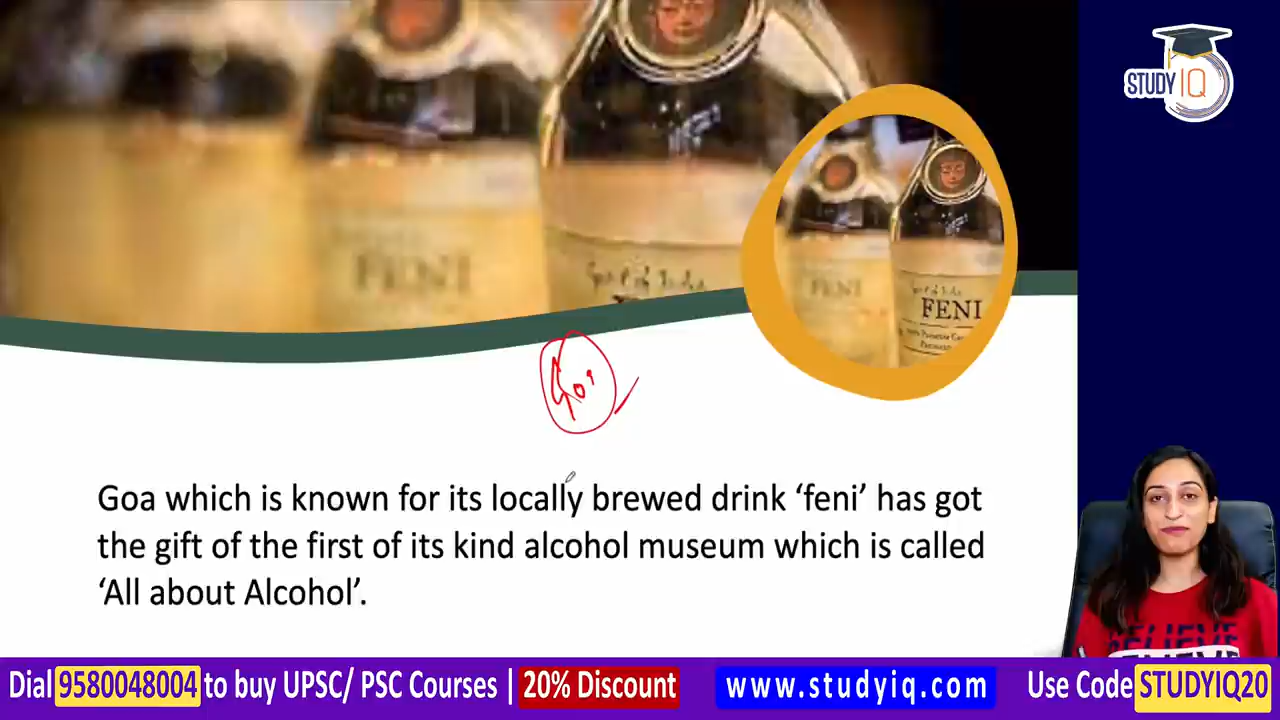 STUDY IQ
FENI
FENI
FENI
Goa
Goa which is known for its locally brewed drink ‘feni’ has got
the gift of the first of its kind alcohol museum which is called
‘All about Alcohol’.
BELIEVE
Dial 9580048004 to buy UPSC/ PSC Courses | 20% Discount www.studyiq.com Use Code STUDYIQ20